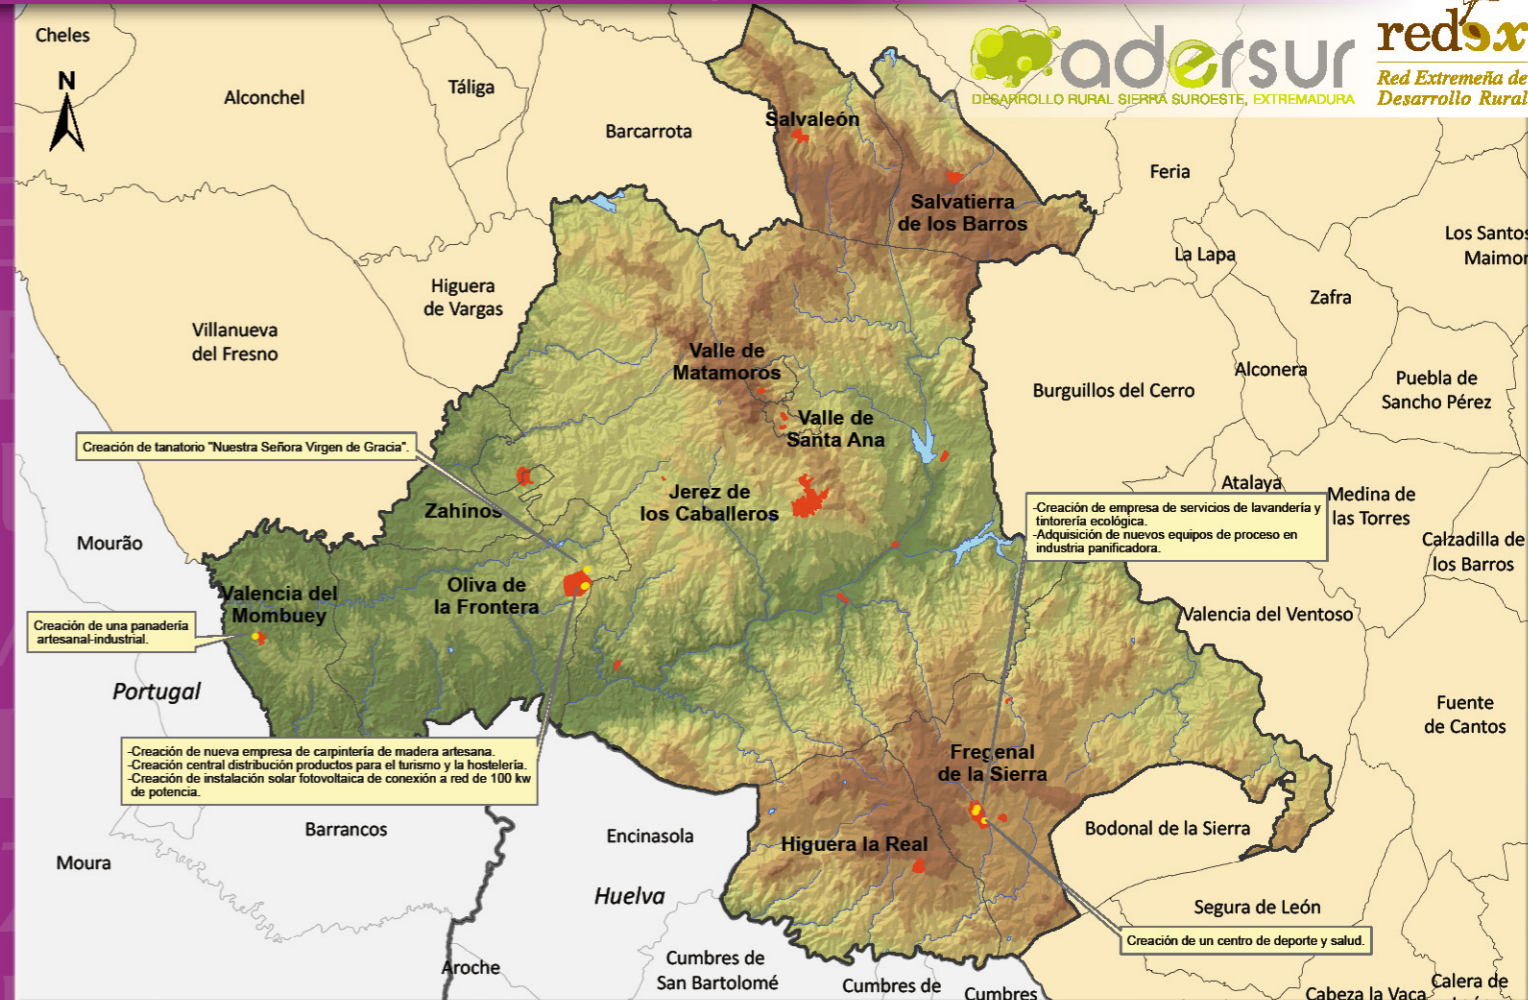 Cheles
N
Alconchel
Táliga
Barcarrota
adersur
DESARROLLO RURAL SIERRA SUROESTE, EXTREMADURA
redex
Red Extremeña de
Desarrollo Rural
Salvaleón
Feria
Salvatierra
de los Barros
La Lapa
Los Santos
Zafra
Higuera
de Vargas
Villanueva
del Fresno
Valle de
Matamoros
Burguillos del Cerro
Alconera
Puebla de
Sancho Pérez
Valle de
Santa Ana
Creación de tanatorio "Nuestra Señora Virgen de Gracia".
Zahinos
Jerez de
los Caballeros
Atalaya
Medina de
las Torres
-Creación de empresa de servicios de lavandería y
tintorería ecológica.
-Adquisición de nuevos equipos de proceso en
industria panificadora.
Calzadilla de
los Barros
Mourão
Valencia del
Mombuey
Oliva de
la Frontera
Valencia del Ventoso
Creación de una panadería
artesanal-industrial.
Portugal
Fuente
de Cantos
-Creación de nueva empresa de carpintería de madera artesana.
-Creación central distribución productos para el turismo y la hostelería.
-Creación de instalación solar fotovoltaica de conexión a red de 100 kw
de potencia.
Fregenal
de la Sierra
Barrancos
Encinasola
Higuera la Real
Bodonal de la Sierra
Moura
Huelva
Segura de León
Creación de un centro de deporte y salud.
Aroche
Cumbres de
San Bartolomé
Cumbres de
Cumbres
Cabeza la Vaca
Calera de